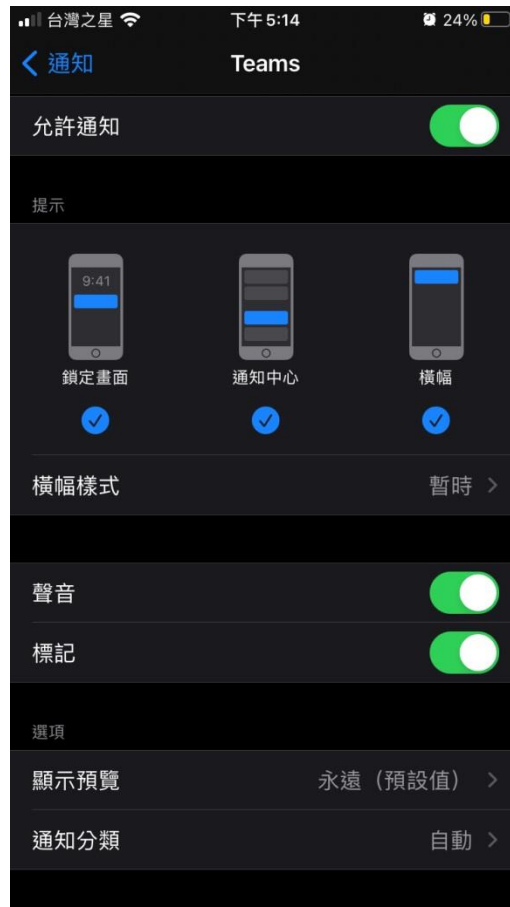 台灣之星 下午5:14 24%
通知 Teams
允許通知
提示
9:41
鎖定畫面 通知中心 橫幅
橫幅樣式 暫時
聲音
標記
選項
顯示預覽 永遠（預設值）
通知分類 自動